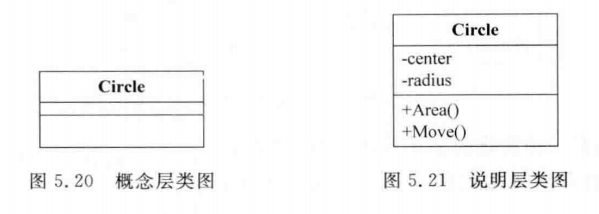 Circle
图 5.20 概念层类图
Circle
-center
-radius
+Area()
+Move()
图 5.21 说明层类图